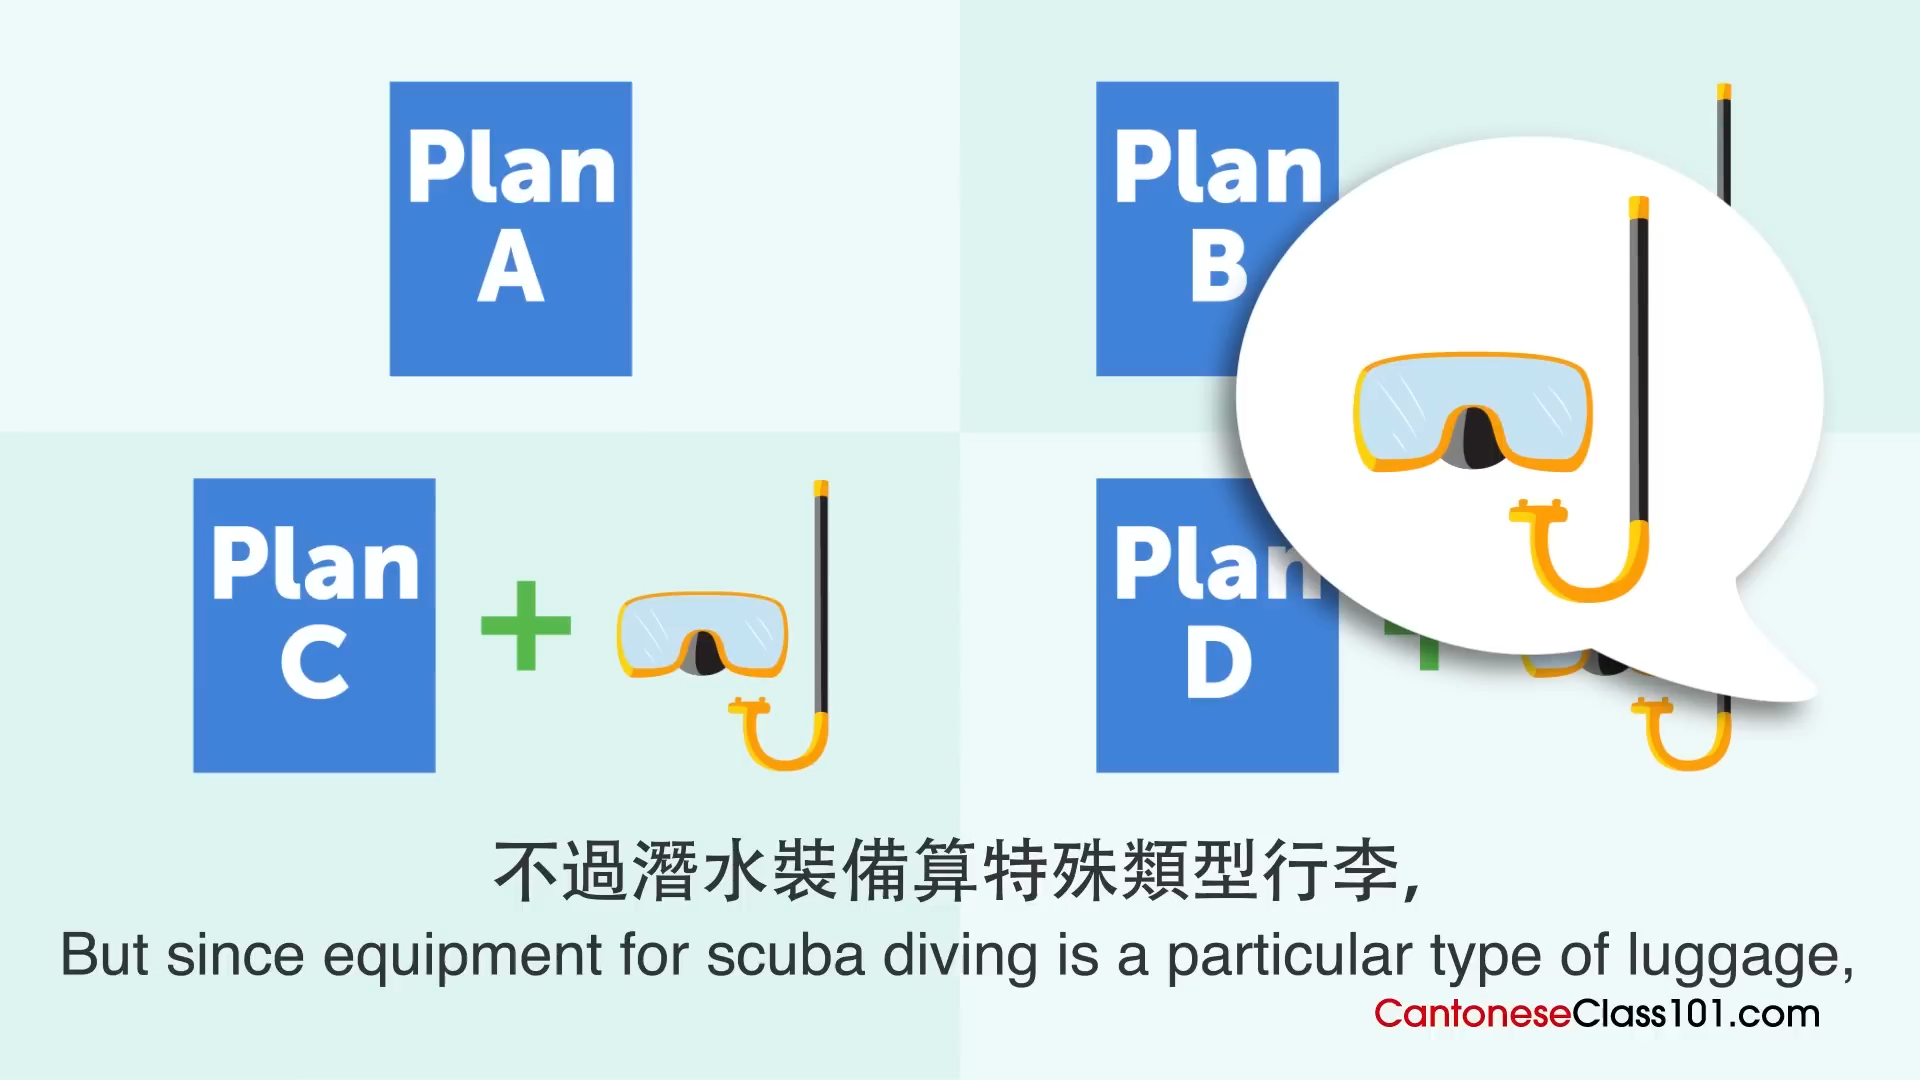 Plan
A
Plan
B
Plan
C
Plan
D
不過潛水裝備算特殊類型行李,
But since equipment for scuba diving is a particular type of luggage,
CantoneseClass101.com